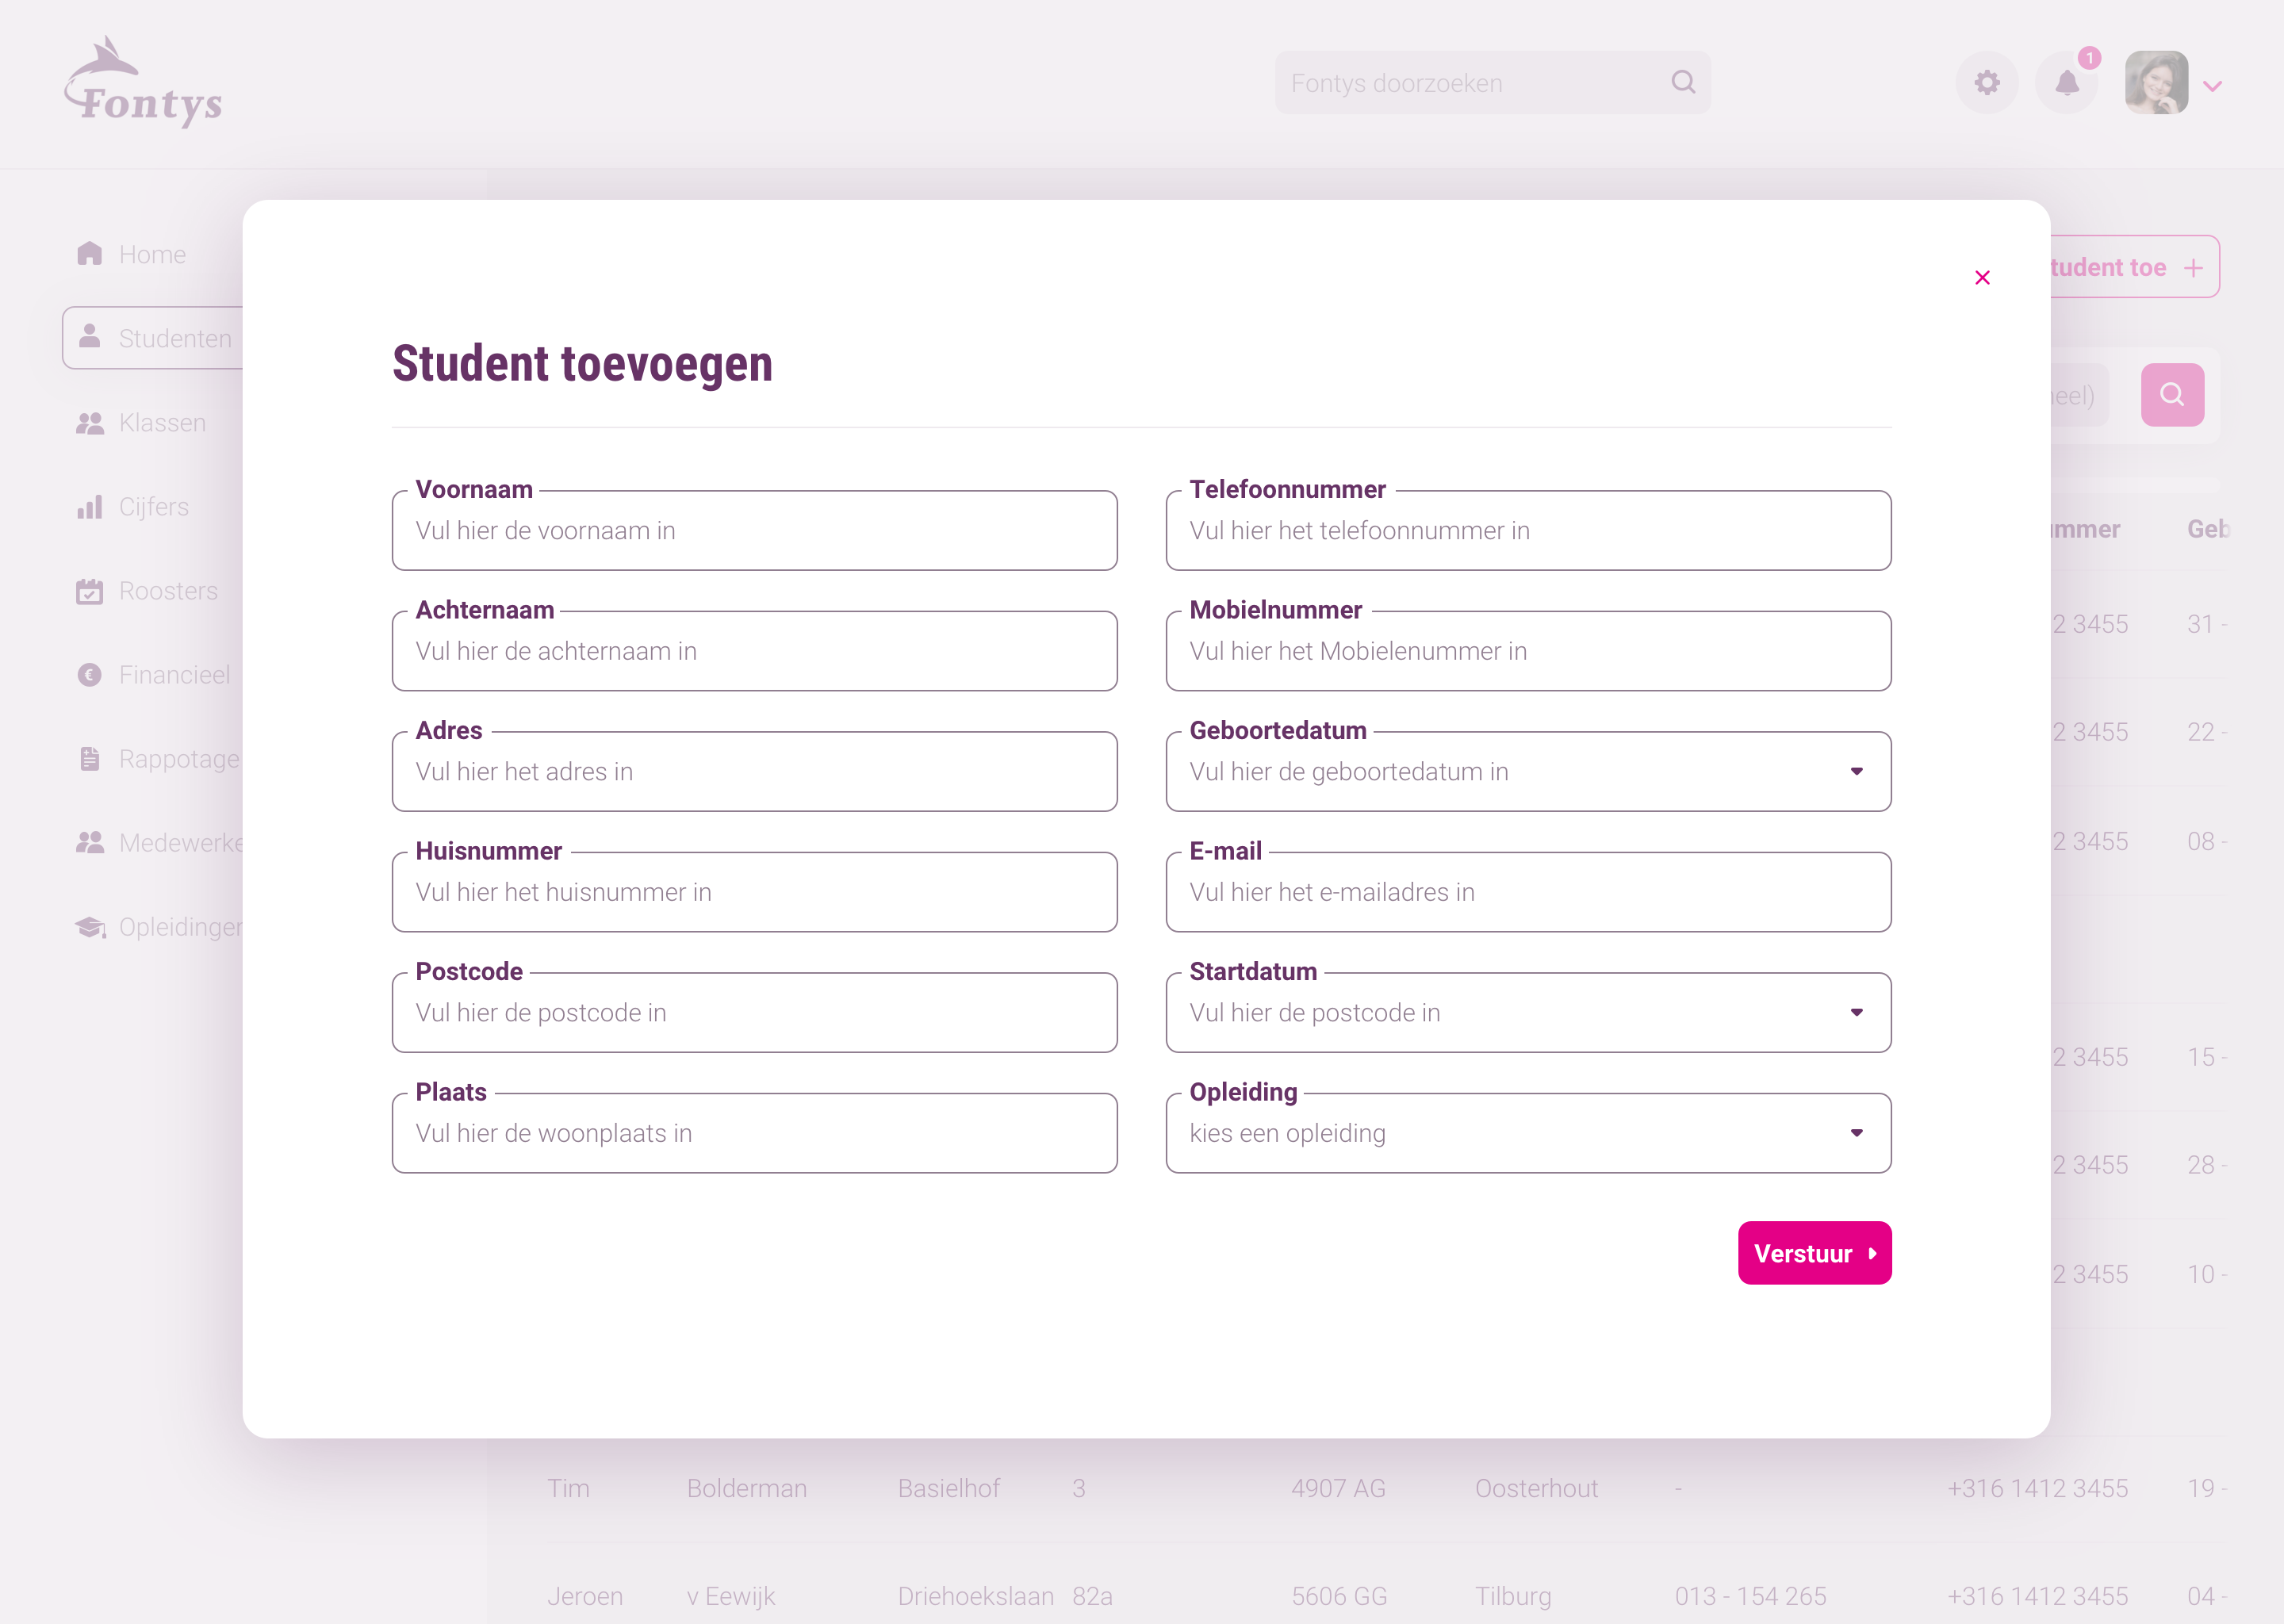 Fontys
Fontys doorzoeken
1
Home
Studenten
Klassen
Cijfers
Roosters
Financieel
Rappotage
student toe
Student toevoegen
Voornaam
Vul hier de voornaam in
Achternaam
Vul hier de achternaam in
Adres
Vul hier het adres in
Huisnummer
Vul hier het huisnummer in
Postcode
Vul hier de postcode in
Plaats
Vul hier de woonplaats in
Telefoonnummer
Vul hier het telefoonnummer in
Mobielnummer
Vul hier het Mobielenummer in
Geboortedatum
Vul hier de geboortedatum in
E-mail
Vul hier het e-mailadres in
Startdatum
Vul hier de postcode in
Opleiding
kies een opleiding
Verstuur
2 3455 31 -
2 3455 22 -
2 3455 08 -
2 3455 15 -
2 3455 28 -
2 3455 10 -
Tim Bolderman Basielhof 3 4907 AG Oosterhout - +316 1412 3455 19 -
Jeroen v Eewijk Driehoekslaan 82a 5606 GG Tilburg 013 - 154 265 +316 1412 3455 04 -